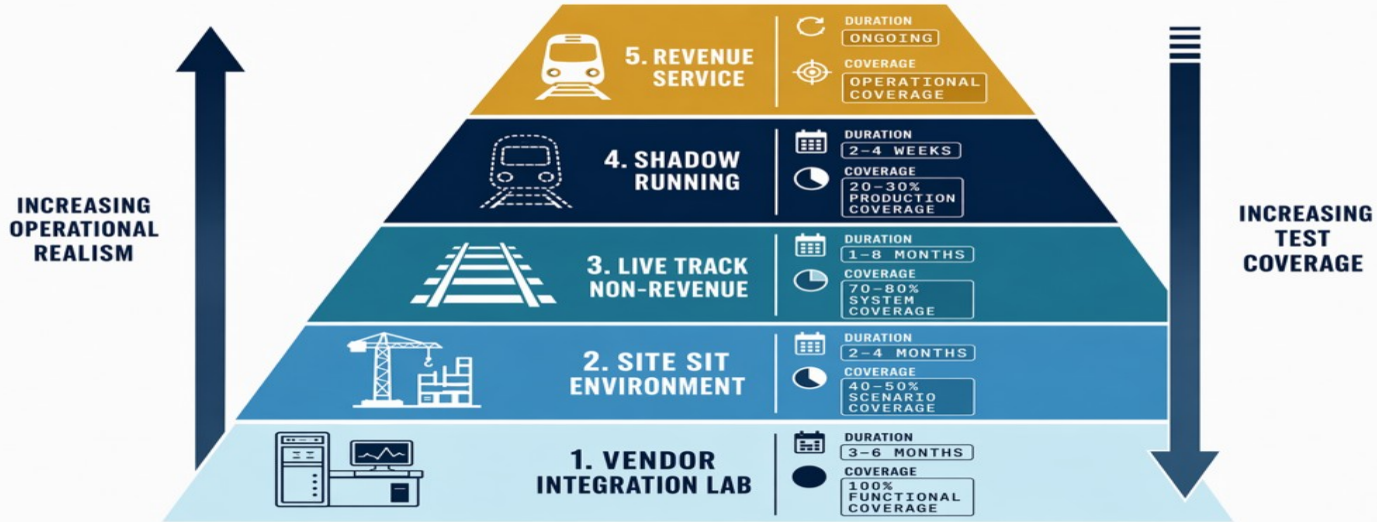 5. REVENUE
SERVICE
DURATION
ONGOING
COVERAGE
OPERATIONAL
COVERAGE
4. SHADOW
RUNNING
DURATION
2–4 WEEKS
COVERAGE
20–30%
PRODUCTION
COVERAGE
INCREASING
OPERATIONAL
REALISM
INCREASING
TEST
COVERAGE
3. LIVE TRACK
NON-REVENUE
DURATION
1–8 MONTHS
COVERAGE
70–80%
SYSTEM
COVERAGE
2. SITE SIT
ENVIRONMENT
DURATION
2–4 MONTHS
COVERAGE
40–50%
SCENARIO
COVERAGE
1. VENDOR
INTEGRATION LAB
DURATION
3–6 MONTHS
COVERAGE
100%
FUNCTIONAL
COVERAGE